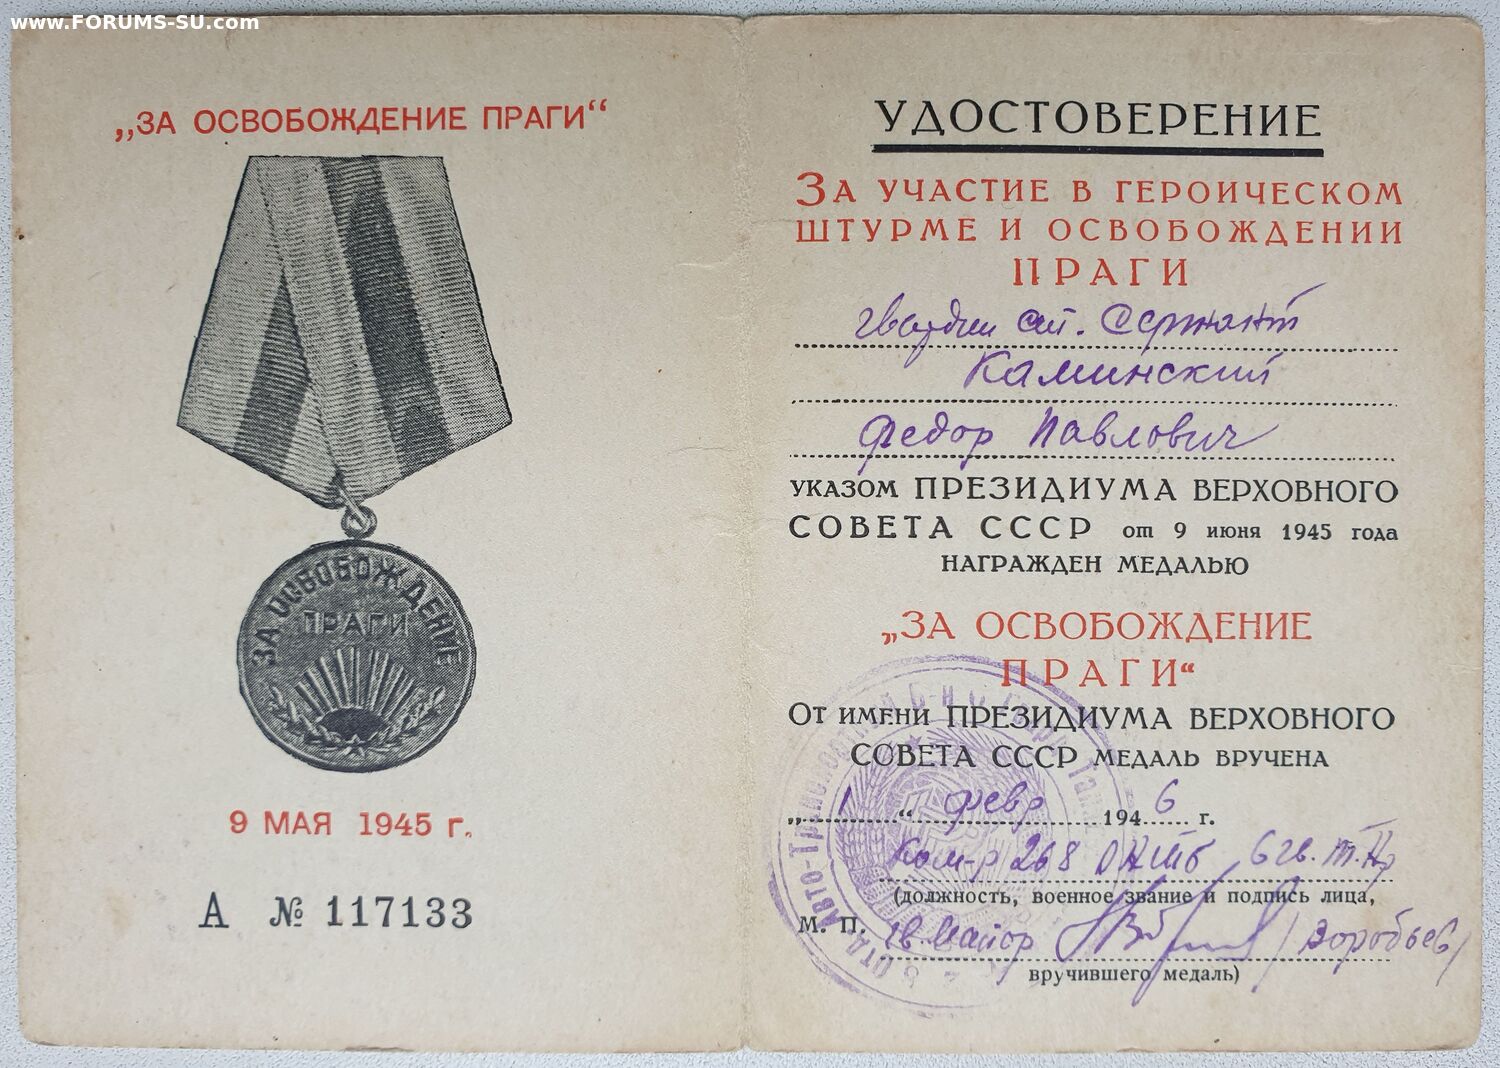 www.FORUMS-SU.com
„ЗА ОСВОБОЖДЕНИЕ ПРАГИ“
ЗА ОСВОБОЖДЕНИЕ
ПРАГИ
9 МАЯ 1945 г.
А № 117133
УДОСТОВЕРЕНИЕ
ЗА УЧАСТИЕ В ГЕРОИЧЕСКОМ
ШТУРМЕ И ОСВОБОЖДЕНИИ
ПРАГИ
гвардии ст. Сержант
Каминский
Федор Павлович
УКАЗОМ ПРЕЗИДИУМА ВЕРХОВНОГО
СОВЕТА СССР от 9 июня 1945 года
НАГРАЖДЕН МЕДАЛЬЮ
„ЗА ОСВОБОЖДЕНИЕ
ПРАГИ“
ОТ ИМЕНИ ПРЕЗИДИУМА ВЕРХОВНОГО
СОВЕТА СССР МЕДАЛЬ ВРУЧЕНА
„1“ февр 1946 г.
Ком-р 268 6 гв. т.
(должность, военное звание и подпись лица,
М. П. гв. Майор /Воробьев/
вручившего медаль)
Отд. Авто-Транспортный Б-н